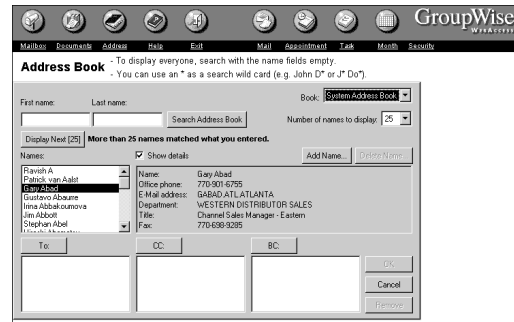 GroupWise
WebAccess
Mailbox Documents Address Help Exit Mail Appointment Task Month Security
Address Book - To display everyone, search with the name fields empty.
- You can use an * as a search wild card (e.g. John D* or J* Do*).
Book: System Address Book
First name: Last name:
Search Address Book Number of names to display: 25
Display Next [25] More than 25 names matched what you entered.
Names: Show details Add Name... Delete Name
Ravish A
Patrick van Aalst
Gary Abad
Gustavo Abaume
Irina Abbakoumova
Jim Abbott
Stephan Abel
Name: Gary Abad
Office phone: 770-901-6755
E-Mail address: GABAD.ATL.ATLANTA
Department: WESTERN DISTRIBUTOR SALES
Title: Channel Sales Manager - Eastern
Fax: 770-698-9285
To: CC: BC:
OK
Cancel
Remove